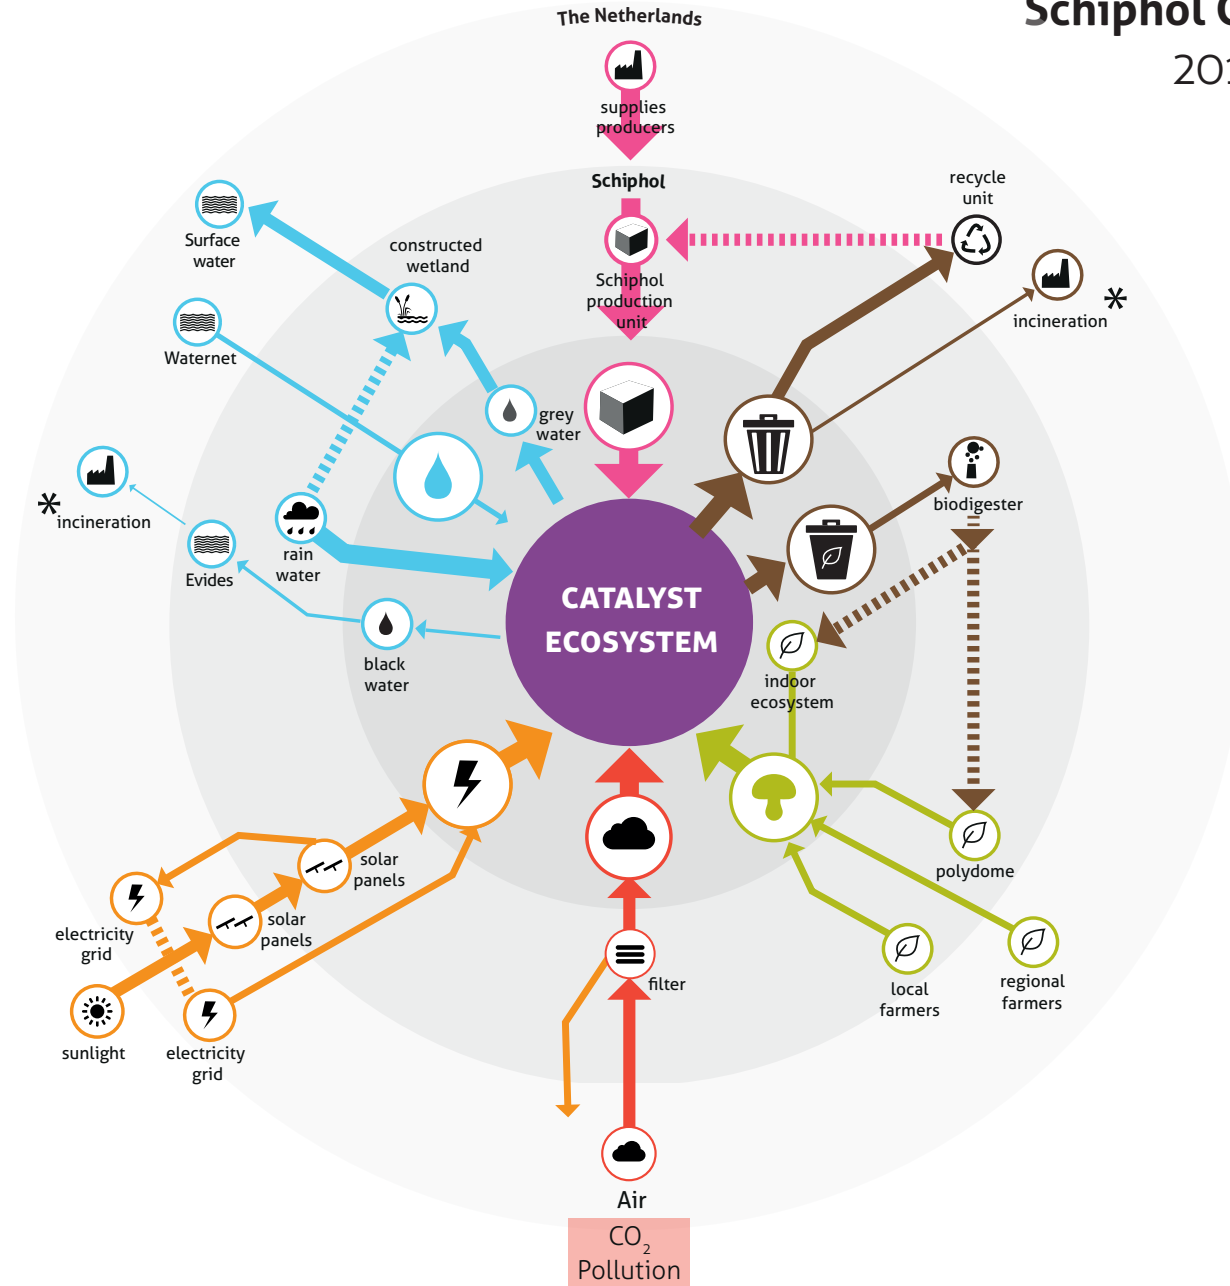 Schiphol
The Netherlands
supplies
producers
Schiphol
recycle
unit
Surface
water
constructed
wetland
Schiphol
production
unit
incineration *
Waternet
grey
water
* incineration
biodigester
Evides
rain
water
CATALYST
ECOSYSTEM
black
water
indoor
ecosystem
solar
panels
polydome
solar
panels
electricity
grid
filter
local
farmers
regional
farmers
sunlight
electricity
grid
Air
CO₂
Pollution